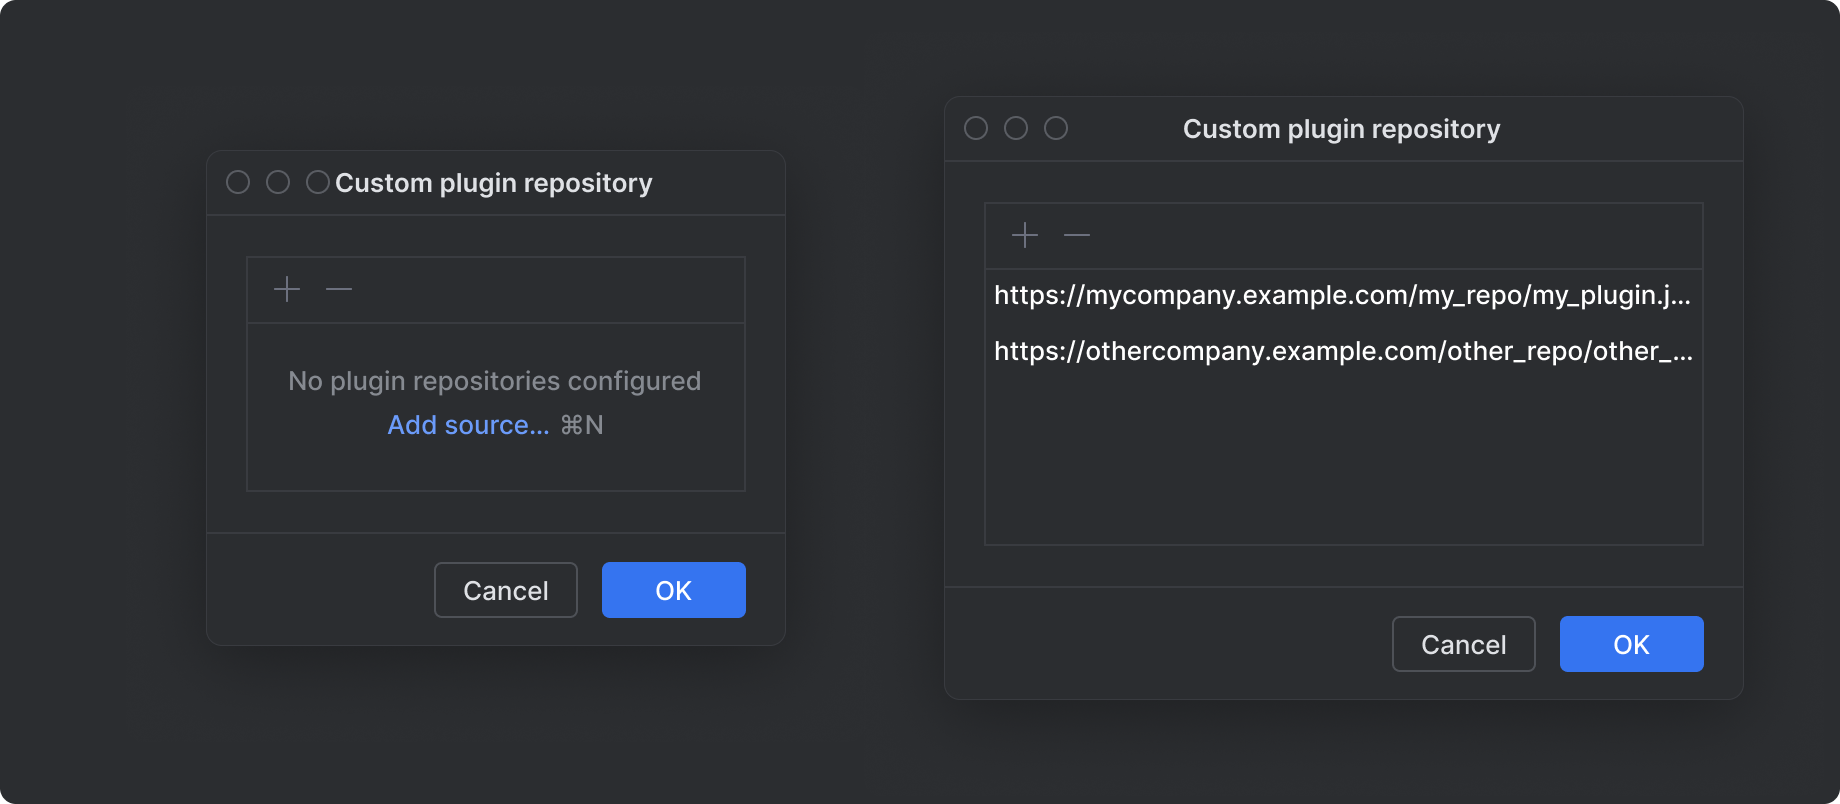 Custom plugin repository
No plugin repositories configured
Add source... ⌘N
Cancel
OK
Custom plugin repository
https://mycompany.example.com/my_repo/my_plugin.j...
https://othercompany.example.com/other_repo/other_...
Cancel
OK